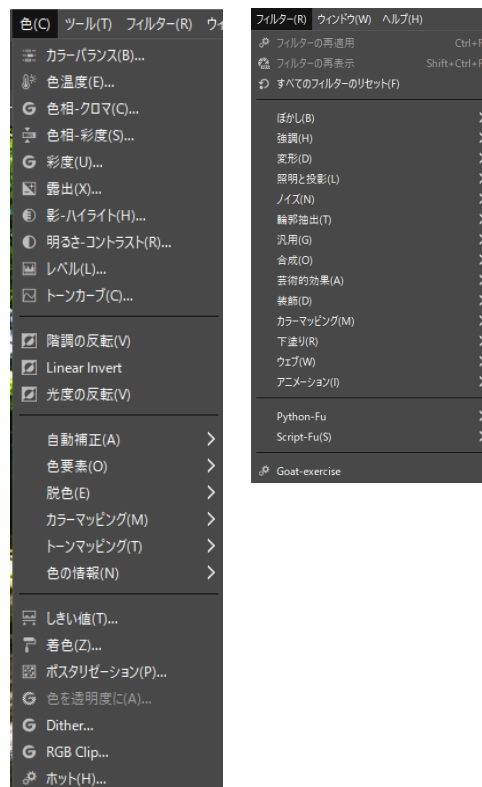 色(C) ツール(T) フィルター(R)
カラーバランス(B)...
色温度(E)...
色相-クロマ(C)...
色相-彩度(S)...
彩度(U)...
露出(X)...
影-ハイライト(H)...
明るさ-コントラスト(R)...
レベル(L)...
トーンカーブ(C)...
階調の反転(V)
Linear Invert
光度の反転(V)
自動補正(A)
色要素(O)
脱色(E)
カラーマッピング(M)
トーンマッピング(T)
色の情報(N)
しきい値(T)...
着色(Z)...
ポスタリゼーション(P)...
色を透明度に(A)...
Dither...
RGB Clip...
ホット(H)...
フィルター(R) ウィンドウ(W) ヘルプ(H)
フィルターの再適用 Ctrl+F
フィルターの再表示 Shift+Ctrl+F
すべてのフィルターのリセット(F)
ぼかし(B)
強調(H)
変形(D)
照明と投影(L)
ノイズ(N)
輪郭抽出(T)
汎用(G)
合成(O)
芸術的効果(A)
装飾(D)
カラーマッピング(M)
下塗り(R)
ウェブ(W)
アニメーション(I)
Python-Fu
Script-Fu(S)
Goat-exercise